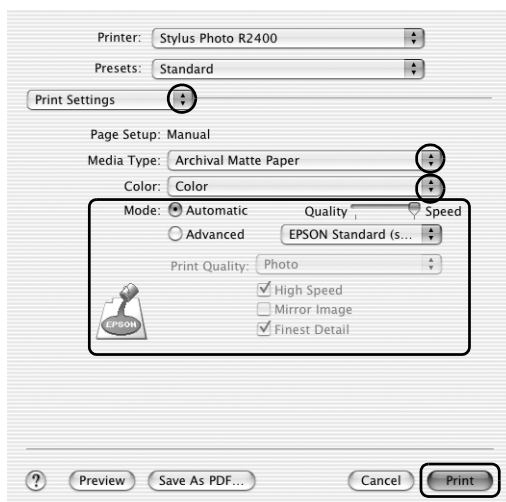 Printer: Stylus Photo R2400
Presets: Standard
Print Settings
Page Setup: Manual
Media Type: Archival Matte Paper
Color: Color
Mode: Automatic Quality Speed
Advanced EPSON Standard (s...
Print Quality: Photo
High Speed
Mirror Image
Finest Detail
EPSON
? Preview Save As PDF... Cancel Print